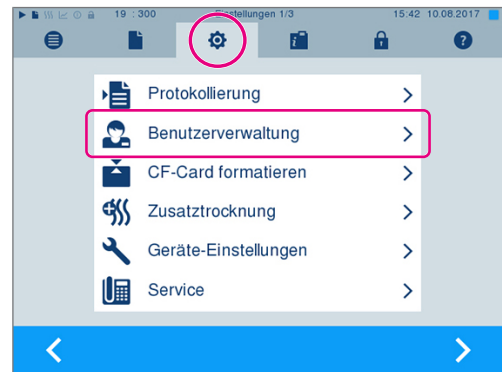 19 : 300 Einstellungen 1/3 15:42 10.08.2017
Protokollierung
Benutzerverwaltung
CF-Card formatieren
Zusatztrocknung
Geräte-Einstellungen
Service